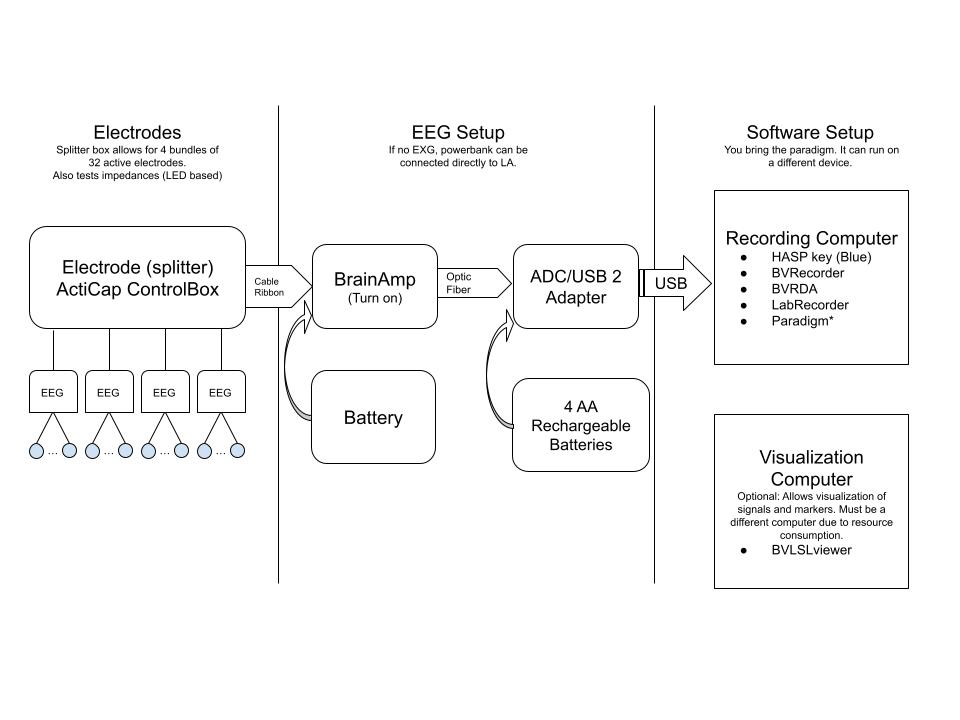 Electrodes
Splitter box allows for 4 bundles of
32 active electrodes.
Also tests impedances (LED based)
EEG Setup
If no EXG, powerbank can be
connected directly to LA.
Software Setup
You bring the paradigm. It can run on
a different device.
Electrode (splitter)
ActiCap ControlBox
Cable
Ribbon
BrainAmp
(Turn on)
Optic
Fiber
ADC/USB 2
Adapter
USB
Recording Computer
● HASP key (Blue)
● BVRecorder
● BVRDA
● LabRecorder
● Paradigm*
EEG
EEG
EEG
EEG
...
...
...
...
Battery
4 AA
Rechargeable
Batteries
Visualization
Computer
Optional: Allows visualization of
signals and markers. Must be a
different computer due to resource
consumption.
● BVLSLviewer